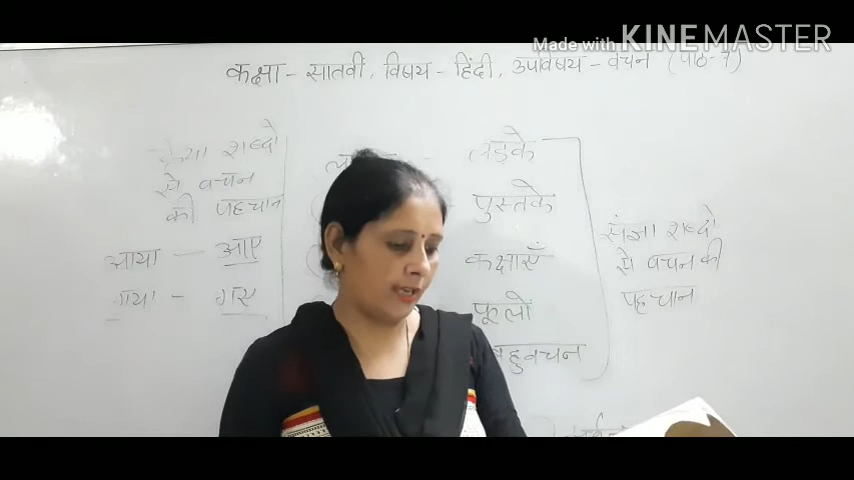 Made with KINEMASTER
कक्षा - सातवीं, विषय - हिंदी, उपविषय - वचन (पाठ-7)
शब्दों
से वचन
की पहचान
आया - आए
गया - गए
लड़के
पुस्तकें
कक्षाएँ
फूलों
बहुवचन
संज्ञा शब्दों
से वचन की
पहचान